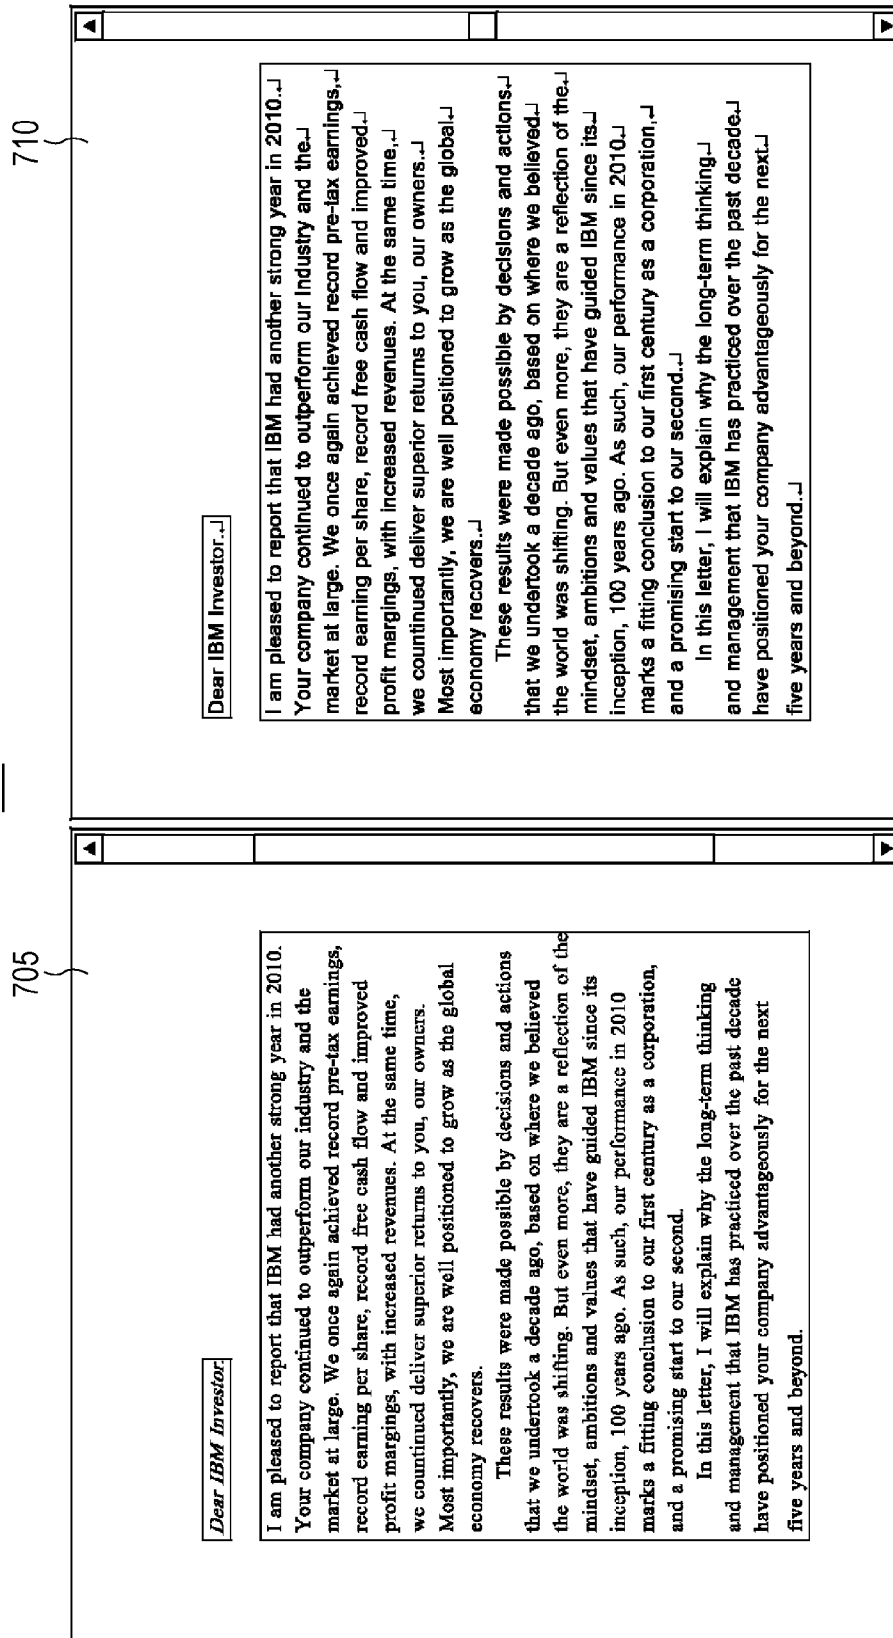 705
Dear IBM Investor.
I am pleased to report that IBM had another strong year in 2010.
Your company continued to outperform our industry and the
market at large. We once again achieved record pre-tax earnings,
record earning per share, record free cash flow and improved
profit margings, with increased revenues. At the same time,
we countinued deliver superior returns to you, our owners.
Most importantly, we are well positioned to grow as the global
economy recovers.
These results were made possible by decisions and actions
that we undertook a decade ago, based on where we believed
the world was shifting. But even more, they are a reflection of the
mindset, ambitions and values that have guided IBM since its
inception, 100 years ago. As such, our performance in 2010
marks a fitting conclusion to our first century as a corporation,
and a promising start to our second.
In this letter, I will explain why the long-term thinking
and management that IBM has practiced over the past decade
have positioned your company advantageously for the next
five years and beyond.
710
Dear IBM Investor.↵
I am pleased to report that IBM had another strong year in 2010.↵
Your company continued to outperform our industry and the↵
market at large. We once again achieved record pre-tax earnings,↵
record earning per share, record free cash flow and improved↵
profit margings, with increased revenues. At the same time,↵
we countinued deliver superior returns to you, our owners.↵
Most importantly, we are well positioned to grow as the global↵
economy recovers.↵
These results were made possible by decisions and actions↵
that we undertook a decade ago, based on where we believed↵
the world was shifting. But even more, they are a reflection of the↵
mindset, ambitions and values that have guided IBM since its↵
inception, 100 years ago. As such, our performance in 2010↵
marks a fitting conclusion to our first century as a corporation,↵
and a promising start to our second.↵
In this letter, I will explain why the long-term thinking↵
and management that IBM has practiced over the past decade↵
have positioned your company advantageously for the next↵
five years and beyond.↵